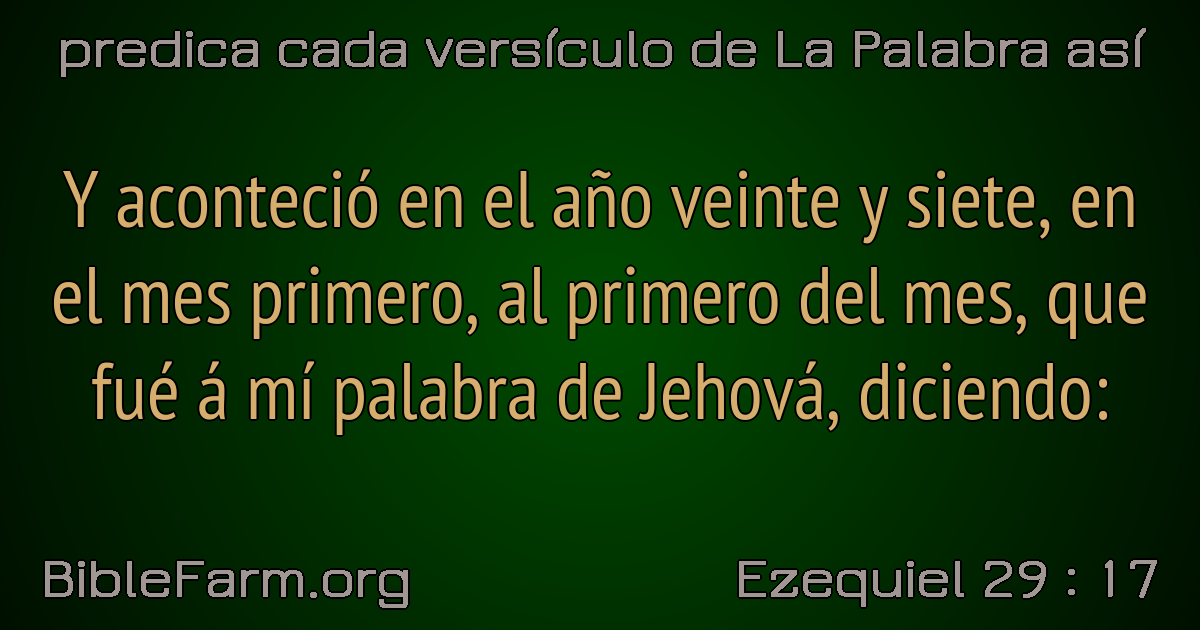 predica cada versículo de La Palabra así
Y aconteció en el año veinte y siete, en
el mes primero, al primero del mes, que
fué á mí palabra de Jehová, diciendo:
BibleFarm.org
Ezequiel 29 : 17